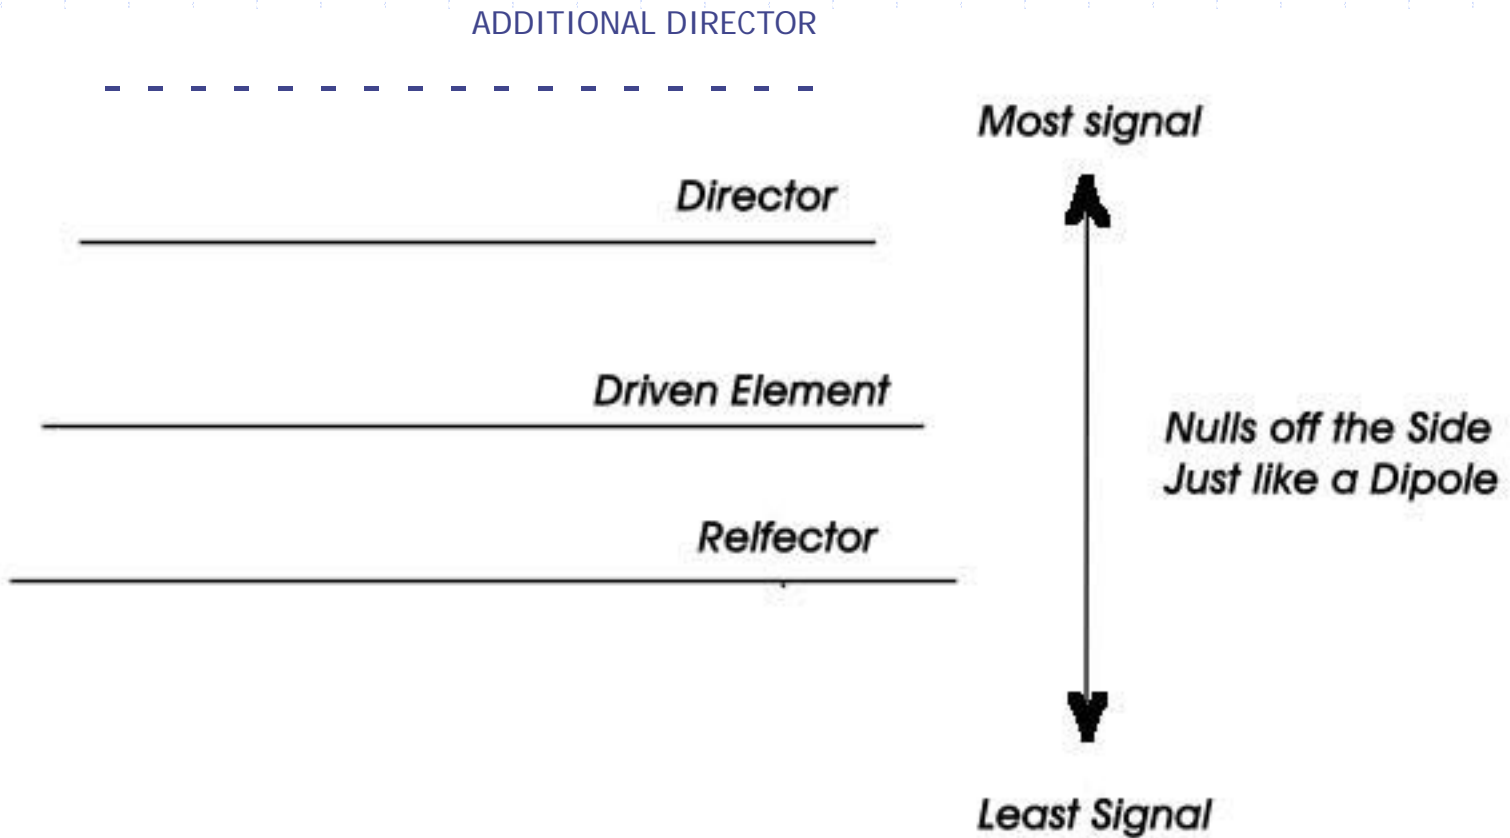 ADDITIONAL DIRECTOR
Most signal
Director
Driven Element
Nulls off the Side
Just like a Dipole
Relfector
Least Signal